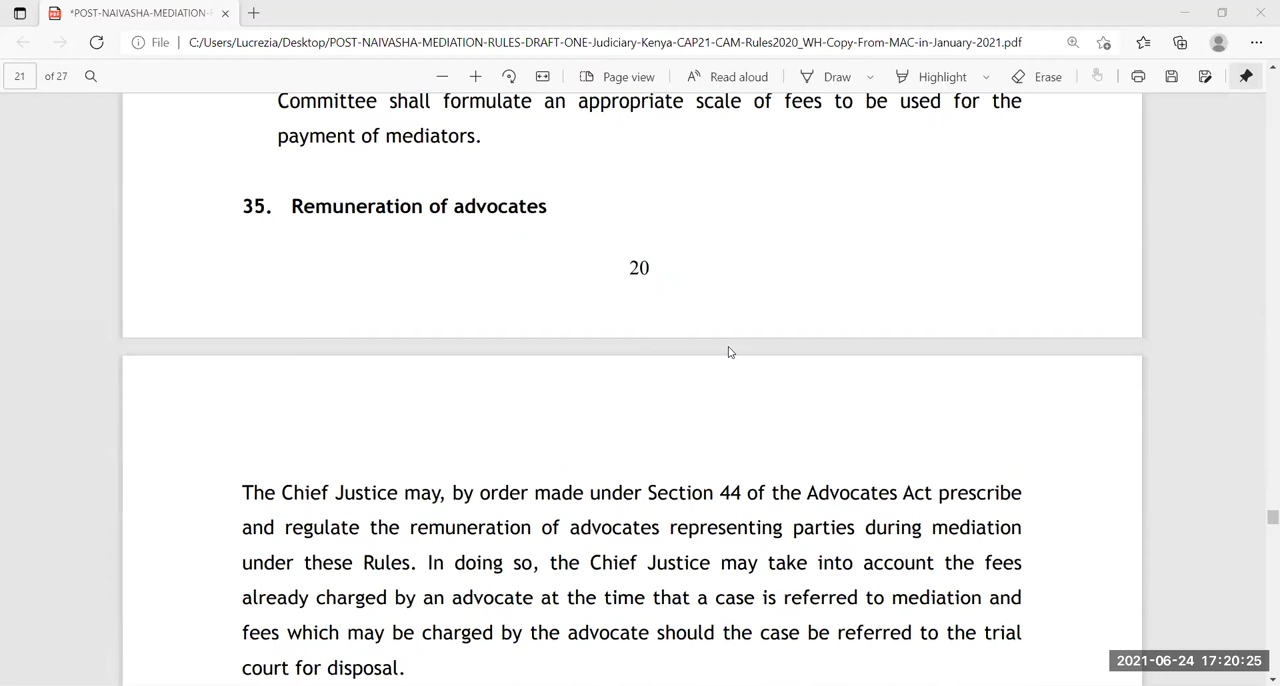 *POST-NAIVASHA-MEDIATION-
File
C:/Users/Lucrezia/Desktop/POST-NAIVASHA-MEDIATION-RULES-DRAFT-ONE-Judiciary-Kenya-CAP21-CAM-Rules2020_WH-Copy-From-MAC-in-January-2021.pdf
21 of 27
Page view
Read aloud
Draw
Highlight
Erase
Committee shall formulate an appropriate scale of fees to be used for the
payment of mediators.
35. Remuneration of advocates
20
The Chief Justice may, by order made under Section 44 of the Advocates Act prescribe
and regulate the remuneration of advocates representing parties during mediation
under these Rules. In doing so, the Chief Justice may take into account the fees
already charged by an advocate at the time that a case is referred to mediation and
fees which may be charged by the advocate should the case be referred to the trial
court for disposal.
2021-06-24 17:20:25